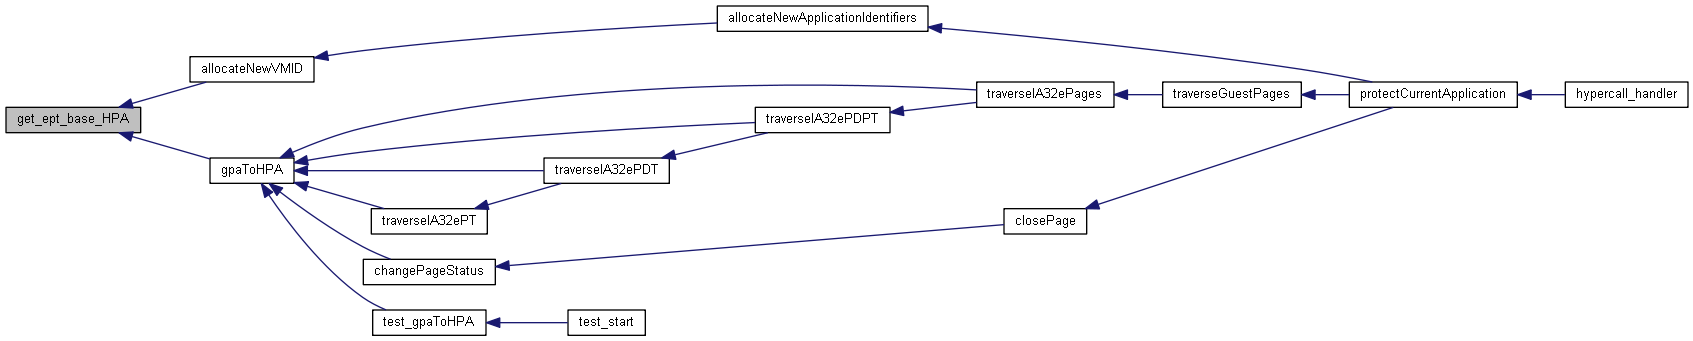 get_ept_base_HPA
allocateNewVMID
gpaToHPA
allocateNewApplicationIdentifiers
traverseIA32ePages
traverseGuestPages
protectCurrentApplication
hypercall_handler
traverseIA32ePDPT
traverseIA32ePDT
traverseIA32ePT
changePageStatus
closePage
test_gpaToHPA
test_start